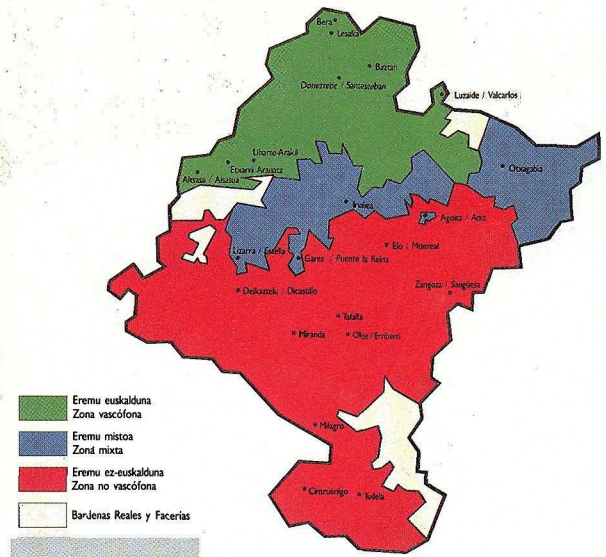 Bera
Lesaka
Baztan
Doneztebe / Santesteban
Luzaide / Valcarlos
Uharte-Arakil
Etxarri Aranatz
Altsasu / Alsasua
Otxagabia
Iruñea
Agoitz / Aoiz
Lizarra / Estella
Gares / Puente la Reina
Elo / Monreal
Zangoza / Sangüesa
Deikaztelu / Dicastillo
Tafalla
Miranda
Olite / Erriberri
Eremu euskalduna
Zona vascófona
Eremu mistoa
Zona mixta
Eremu ez-euskalduna
Zona no vascófona
Bardenas Reales y Facerías
Milagro
Cintruénigo
Tudela